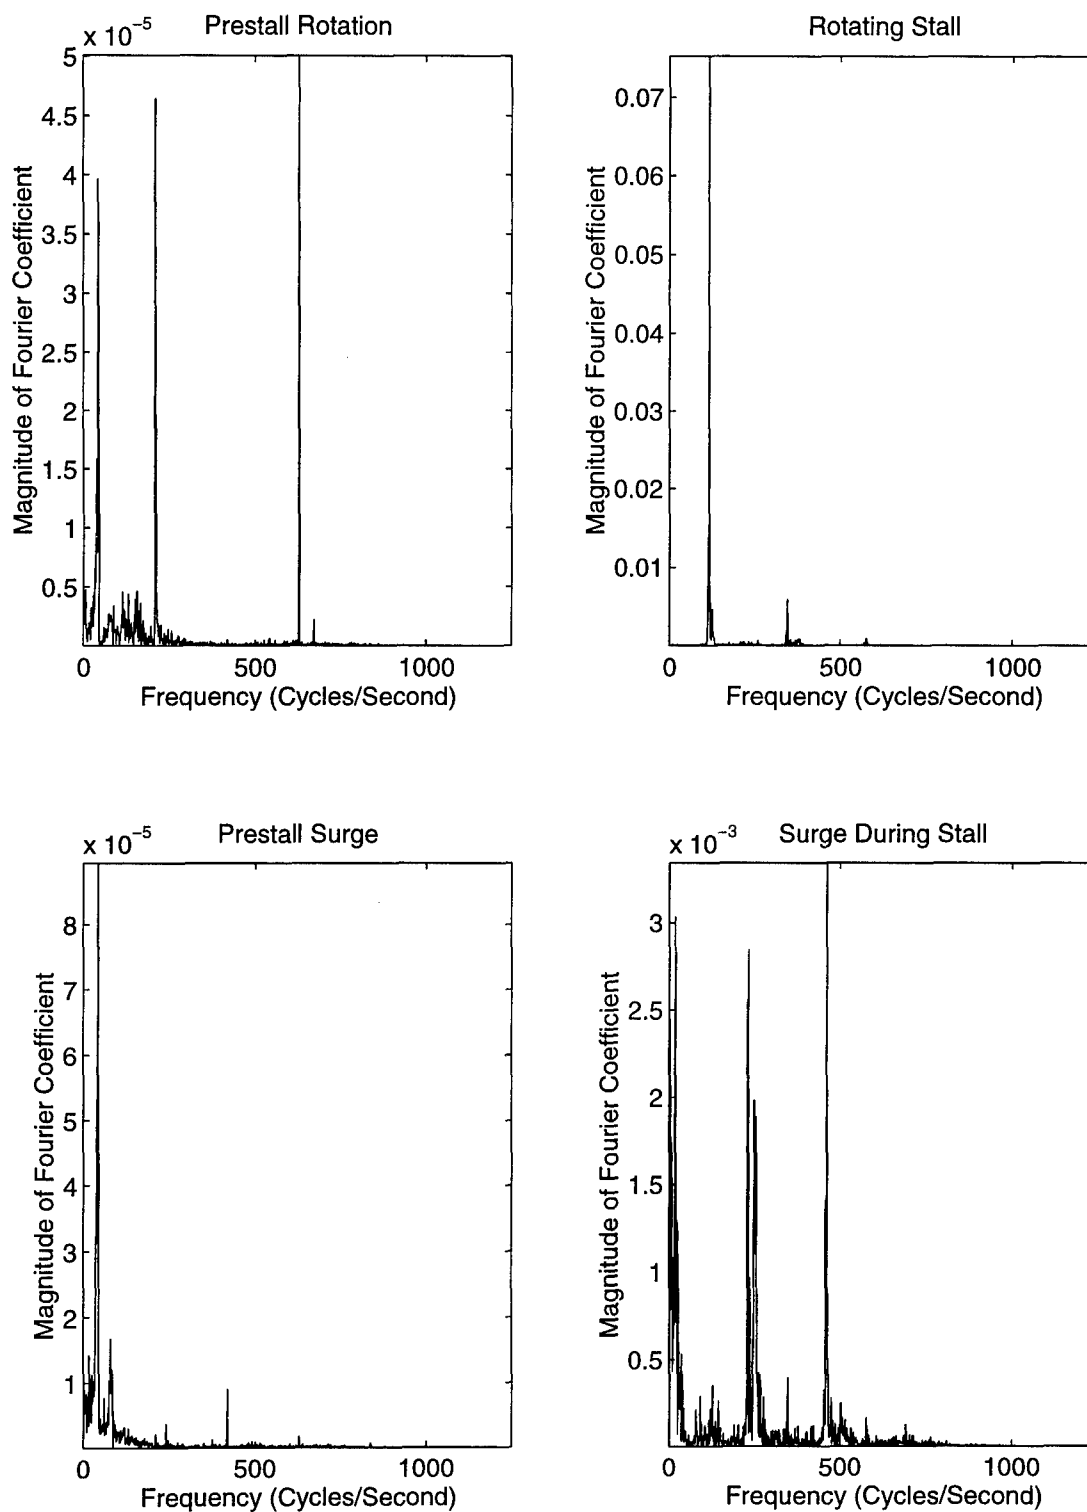 Prestall Rotation
x 10⁻⁵
5
4.5
4
3.5
3
2.5
2
1.5
1
0.5
0 500 1000
Magnitude of Fourier Coefficient
Frequency (Cycles/Second)
Rotating Stall
0.07
0.06
0.05
0.04
0.03
0.02
0.01
0 500 1000
Magnitude of Fourier Coefficient
Frequency (Cycles/Second)
Prestall Surge
x 10⁻⁵
8
7
6
5
4
3
2
1
0 500 1000
Magnitude of Fourier Coefficient
Frequency (Cycles/Second)
Surge During Stall
x 10⁻³
3
2.5
2
1.5
1
0.5
0 500 1000
Magnitude of Fourier Coefficient
Frequency (Cycles/Second)